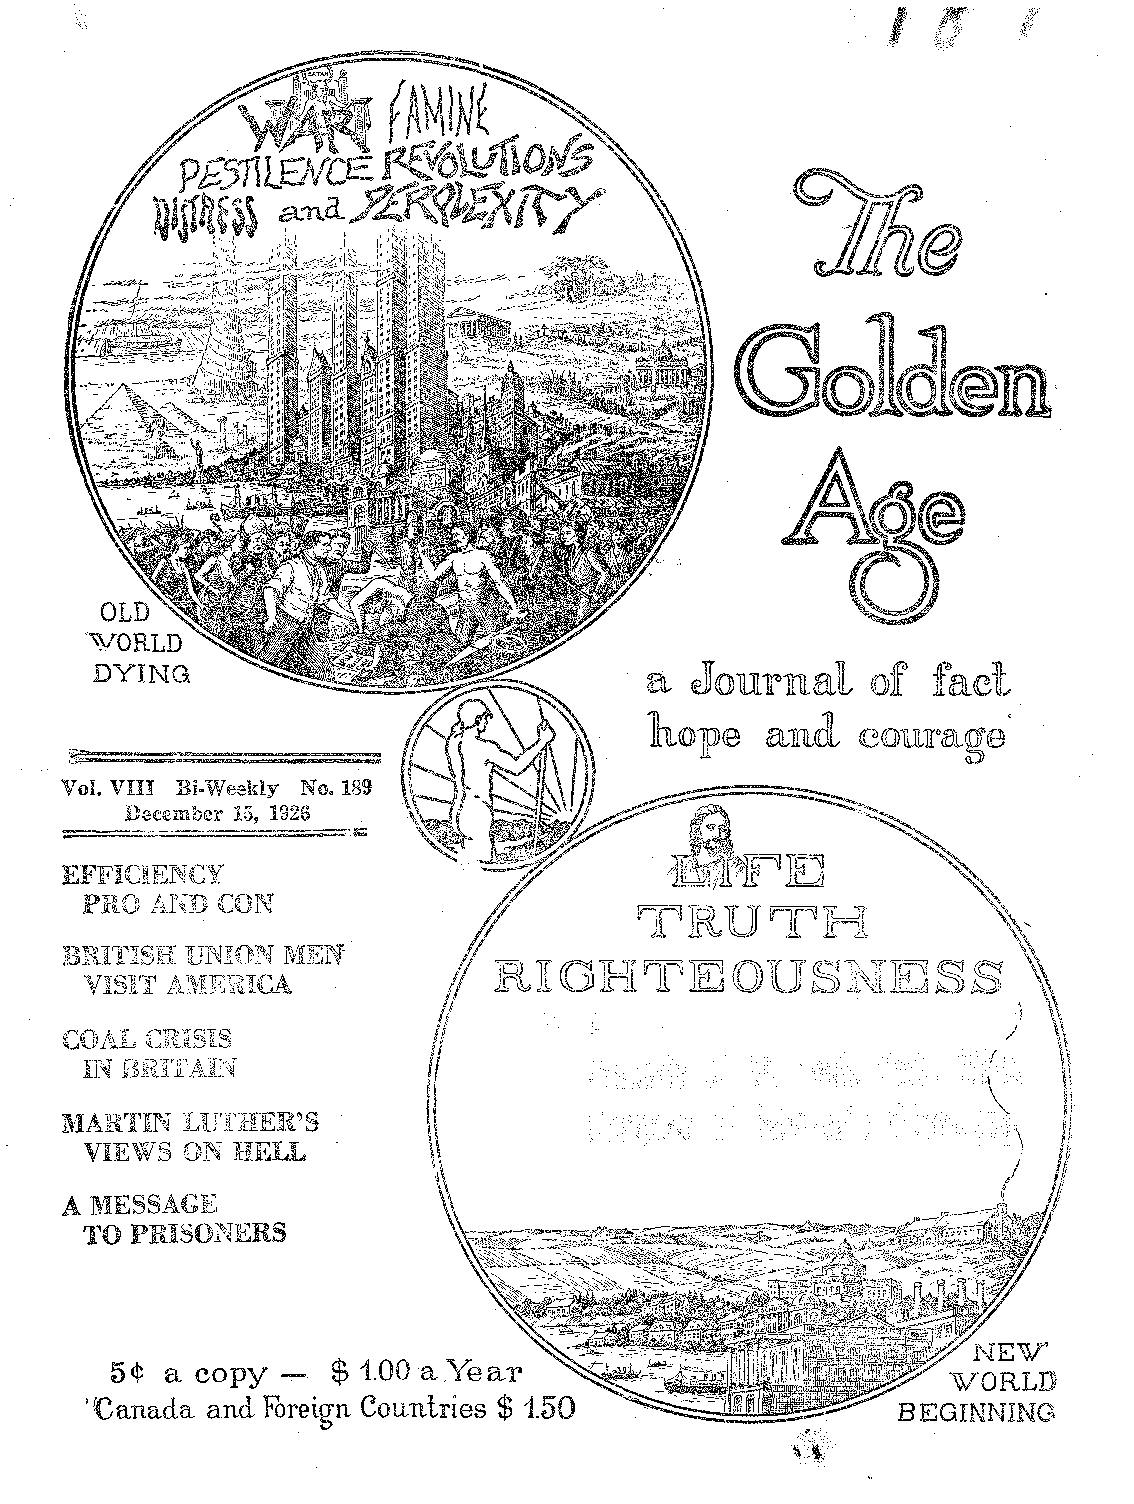 SATAN
WAR FAMINE
PESTILENCE REVOLUTIONS
DISTRESS and PERPLEXITY
The
Golden
Age
OLD
WORLD
DYING
a Journal of fact
hope and courage
Vol. VIII Bi-Weekly No. 189
December 15, 1926
EFFICIENCY
PRO AND CON
BRITISH UNION MEN
VISIT AMERICA
COAL CRISIS
IN BRITAIN
MARTIN LUTHER'S
VIEWS ON HELL
A MESSAGE
TO PRISONERS
LIFE
TRUTH
RIGHTEOUSNESS
5¢ a copy — $ 1.00 a Year
Canada and Foreign Countries $ 1.50
NEW
WORLD
BEGINNING